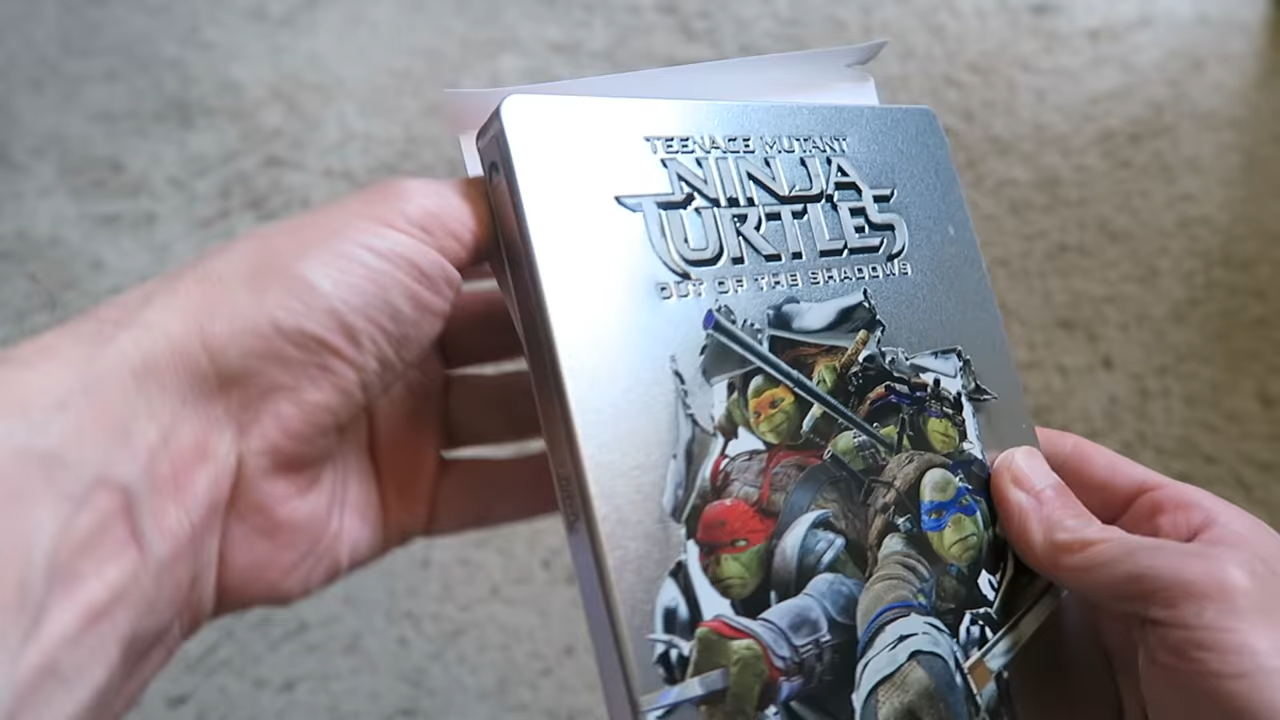 TEENAGE MUTANT
NINJA
TURTLES
OUT OF THE SHADOWS